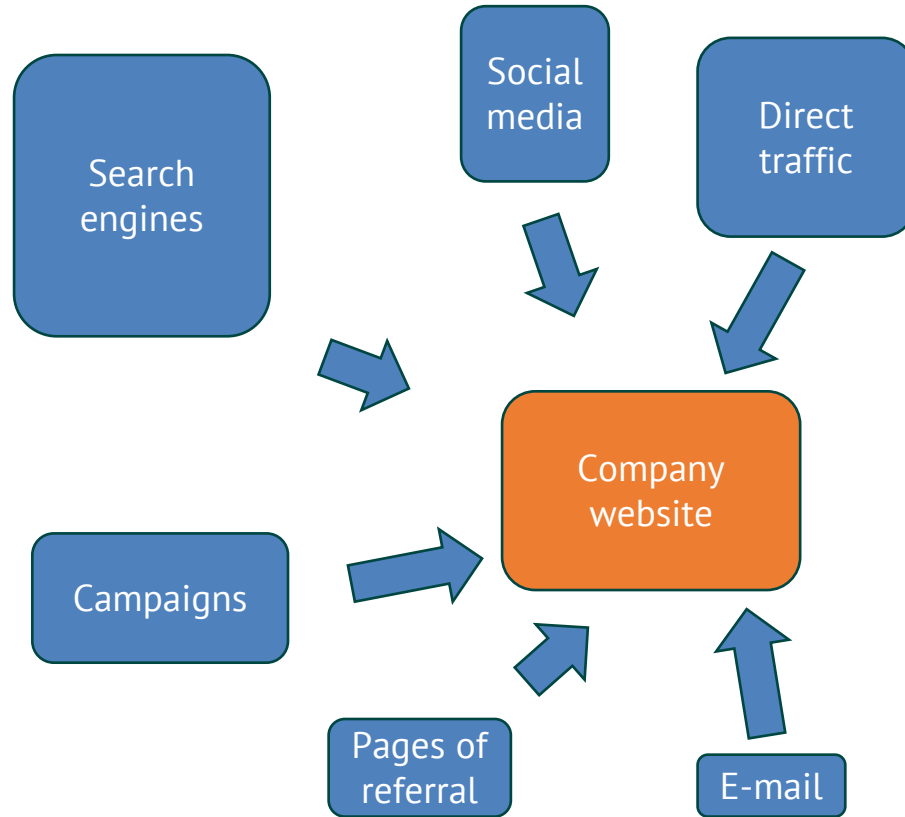 Social
media
Direct
traffic
Search
engines
Company
website
Campaigns
Pages of
referral
E-mail